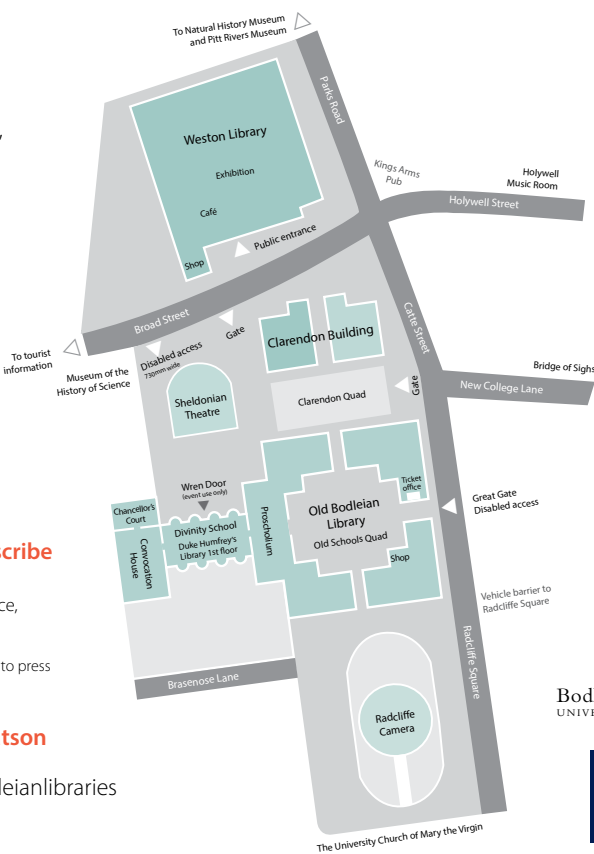 To Natural History Museum
and Pitt Rivers Museum
Parks Road
Weston Library
Exhibition
Café
Shop
Public entrance
Kings Arms
Pub
Holywell
Music Room
Holywell Street
Broad Street
To tourist
information
Museum of the
History of Science
Disabled access
730mm wide
Gate
Clarendon Building
Catte Street
Sheldonian
Theatre
Clarendon Quad
Gate
Bridge of Sighs
New College Lane
Wren Door
(event use only)
Chancellor's
Court
Convocation
House
Divinity School
Duke Humfrey's
Library 1st floor
Proscholium
Old Bodleian
Library
Old Schools Quad
Ticket
office
Great Gate
Disabled access
Shop
Vehicle barrier to
Radcliffe Square
Radcliffe Square
Brasenose Lane
Radcliffe
Camera
The University Church of Mary the Virgin
scribe
ce,
to press
tson
leianlibraries
Bodl
UNIVE